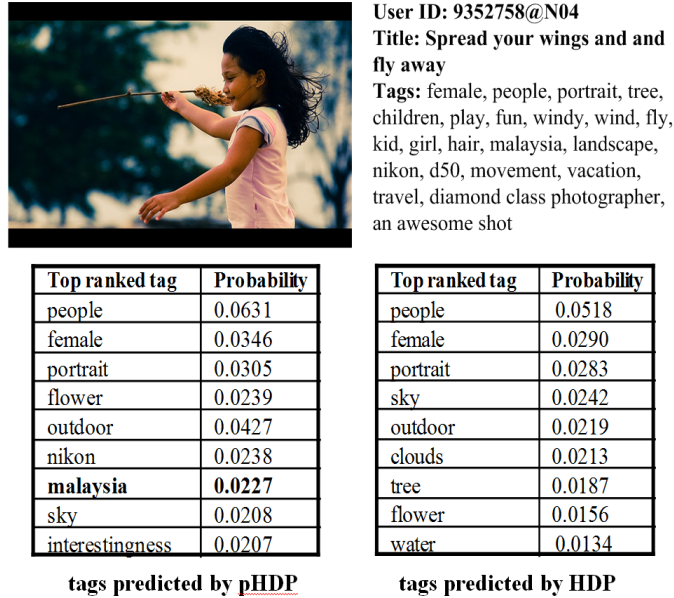 User ID: 9352758@N04
Title: Spread your wings and and
fly away
Tags: female, people, portrait, tree,
children, play, fun, windy, wind, fly,
kid, girl, hair, malaysia, landscape,
nikon, d50, movement, vacation,
travel, diamond class photographer,
an awesome shot
Top ranked tag Probability
people 0.0631
female 0.0346
portrait 0.0305
flower 0.0239
outdoor 0.0427
nikon 0.0238
malaysia 0.0227
sky 0.0208
interestingness 0.0207
tags predicted by pHDP
Top ranked tag Probability
people 0.0518
female 0.0290
portrait 0.0283
sky 0.0242
outdoor 0.0219
clouds 0.0213
tree 0.0187
flower 0.0156
water 0.0134
tags predicted by HDP